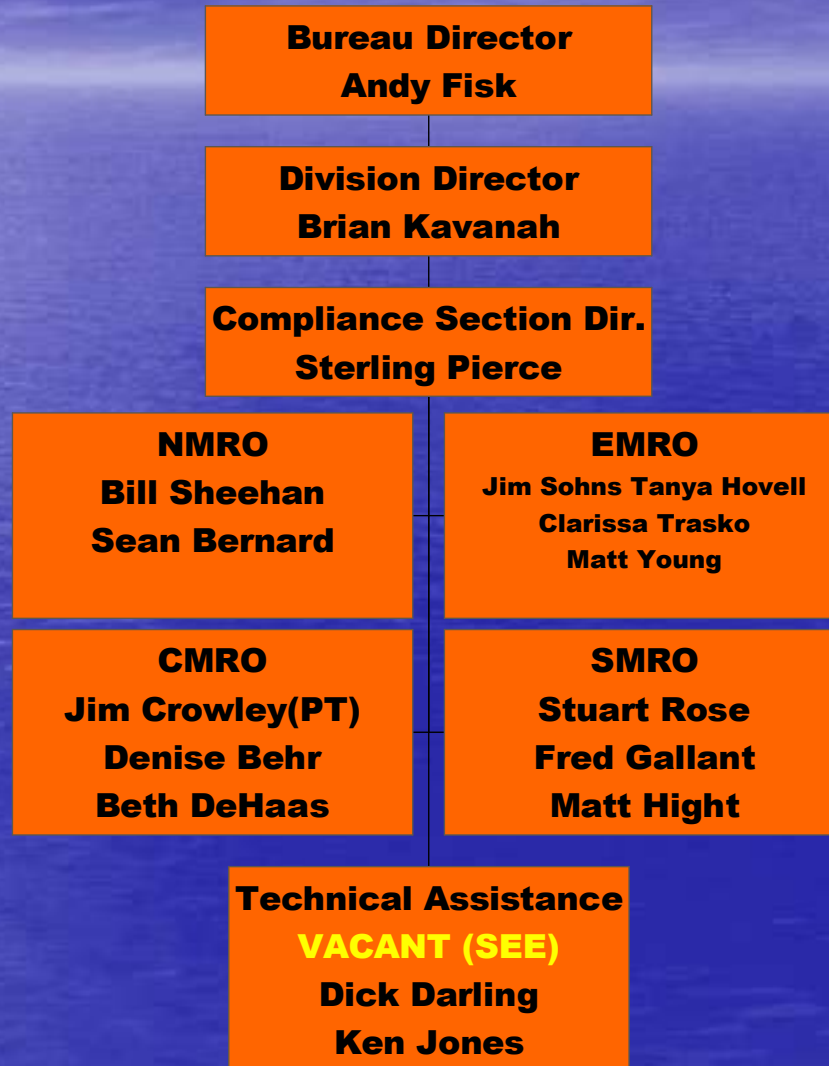 Bureau Director
Andy Fisk
Division Director
Brian Kavanah
Compliance Section Dir.
Sterling Pierce
NMRO
Bill Sheehan
Sean Bernard
EMRO
Jim Sohns Tanya Hovell
Clarissa Trasko
Matt Young
CMRO
Jim Crowley(PT)
Denise Behr
Beth DeHaas
SMRO
Stuart Rose
Fred Gallant
Matt Hight
Technical Assistance
VACANT (SEE)
Dick Darling
Ken Jones